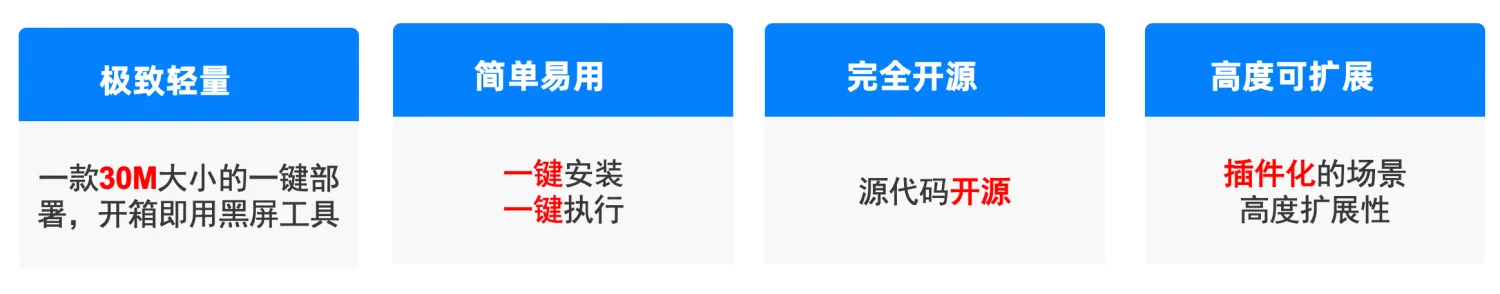 极致轻量
一款30M大小的一键部
署，开箱即用黑屏工具
简单易用
一键安装
一键执行
完全开源
源代码开源
高度可扩展
插件化的场景
高度扩展性